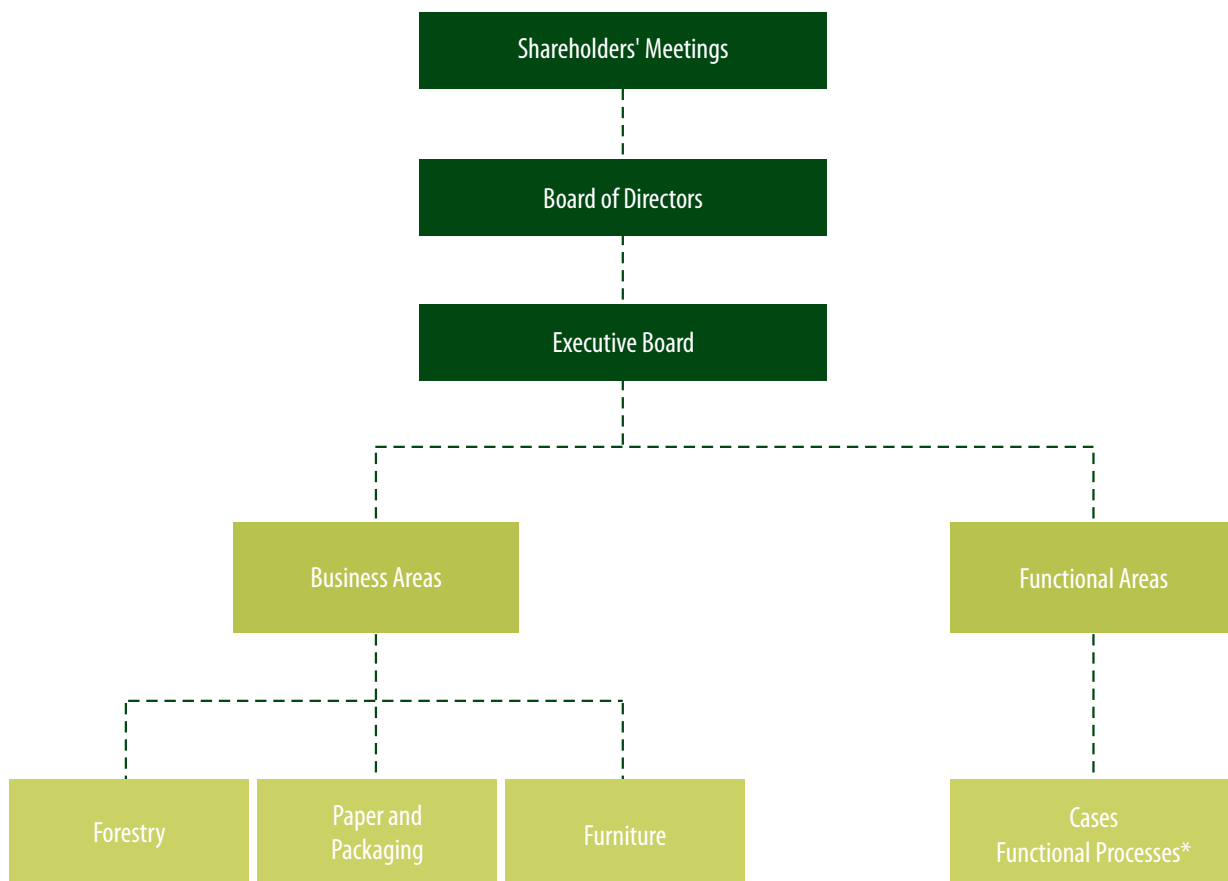 Shareholders' Meetings
Board of Directors
Executive Board
Business Areas
Functional Areas
Forestry
Paper and
Packaging
Furniture
Cases
Functional Processes*